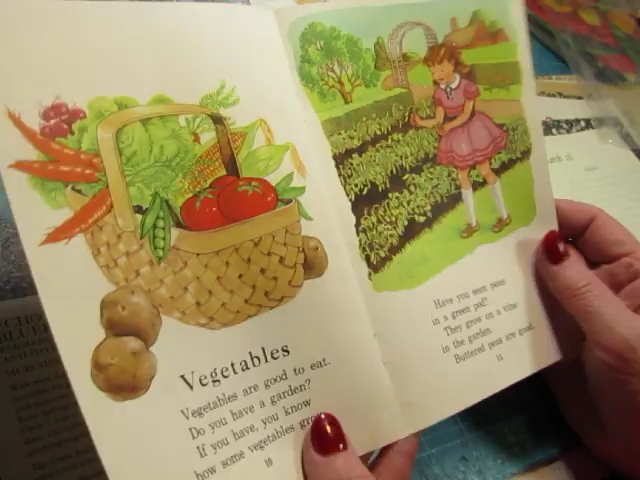 Vegetables
Vegetables are good to eat.
Do you have a garden?
If you have, you know
how some vegetables
10
Have you seen peas
in a green pod?
They grow on a vine
in the garden.
Buttered peas are good.
11